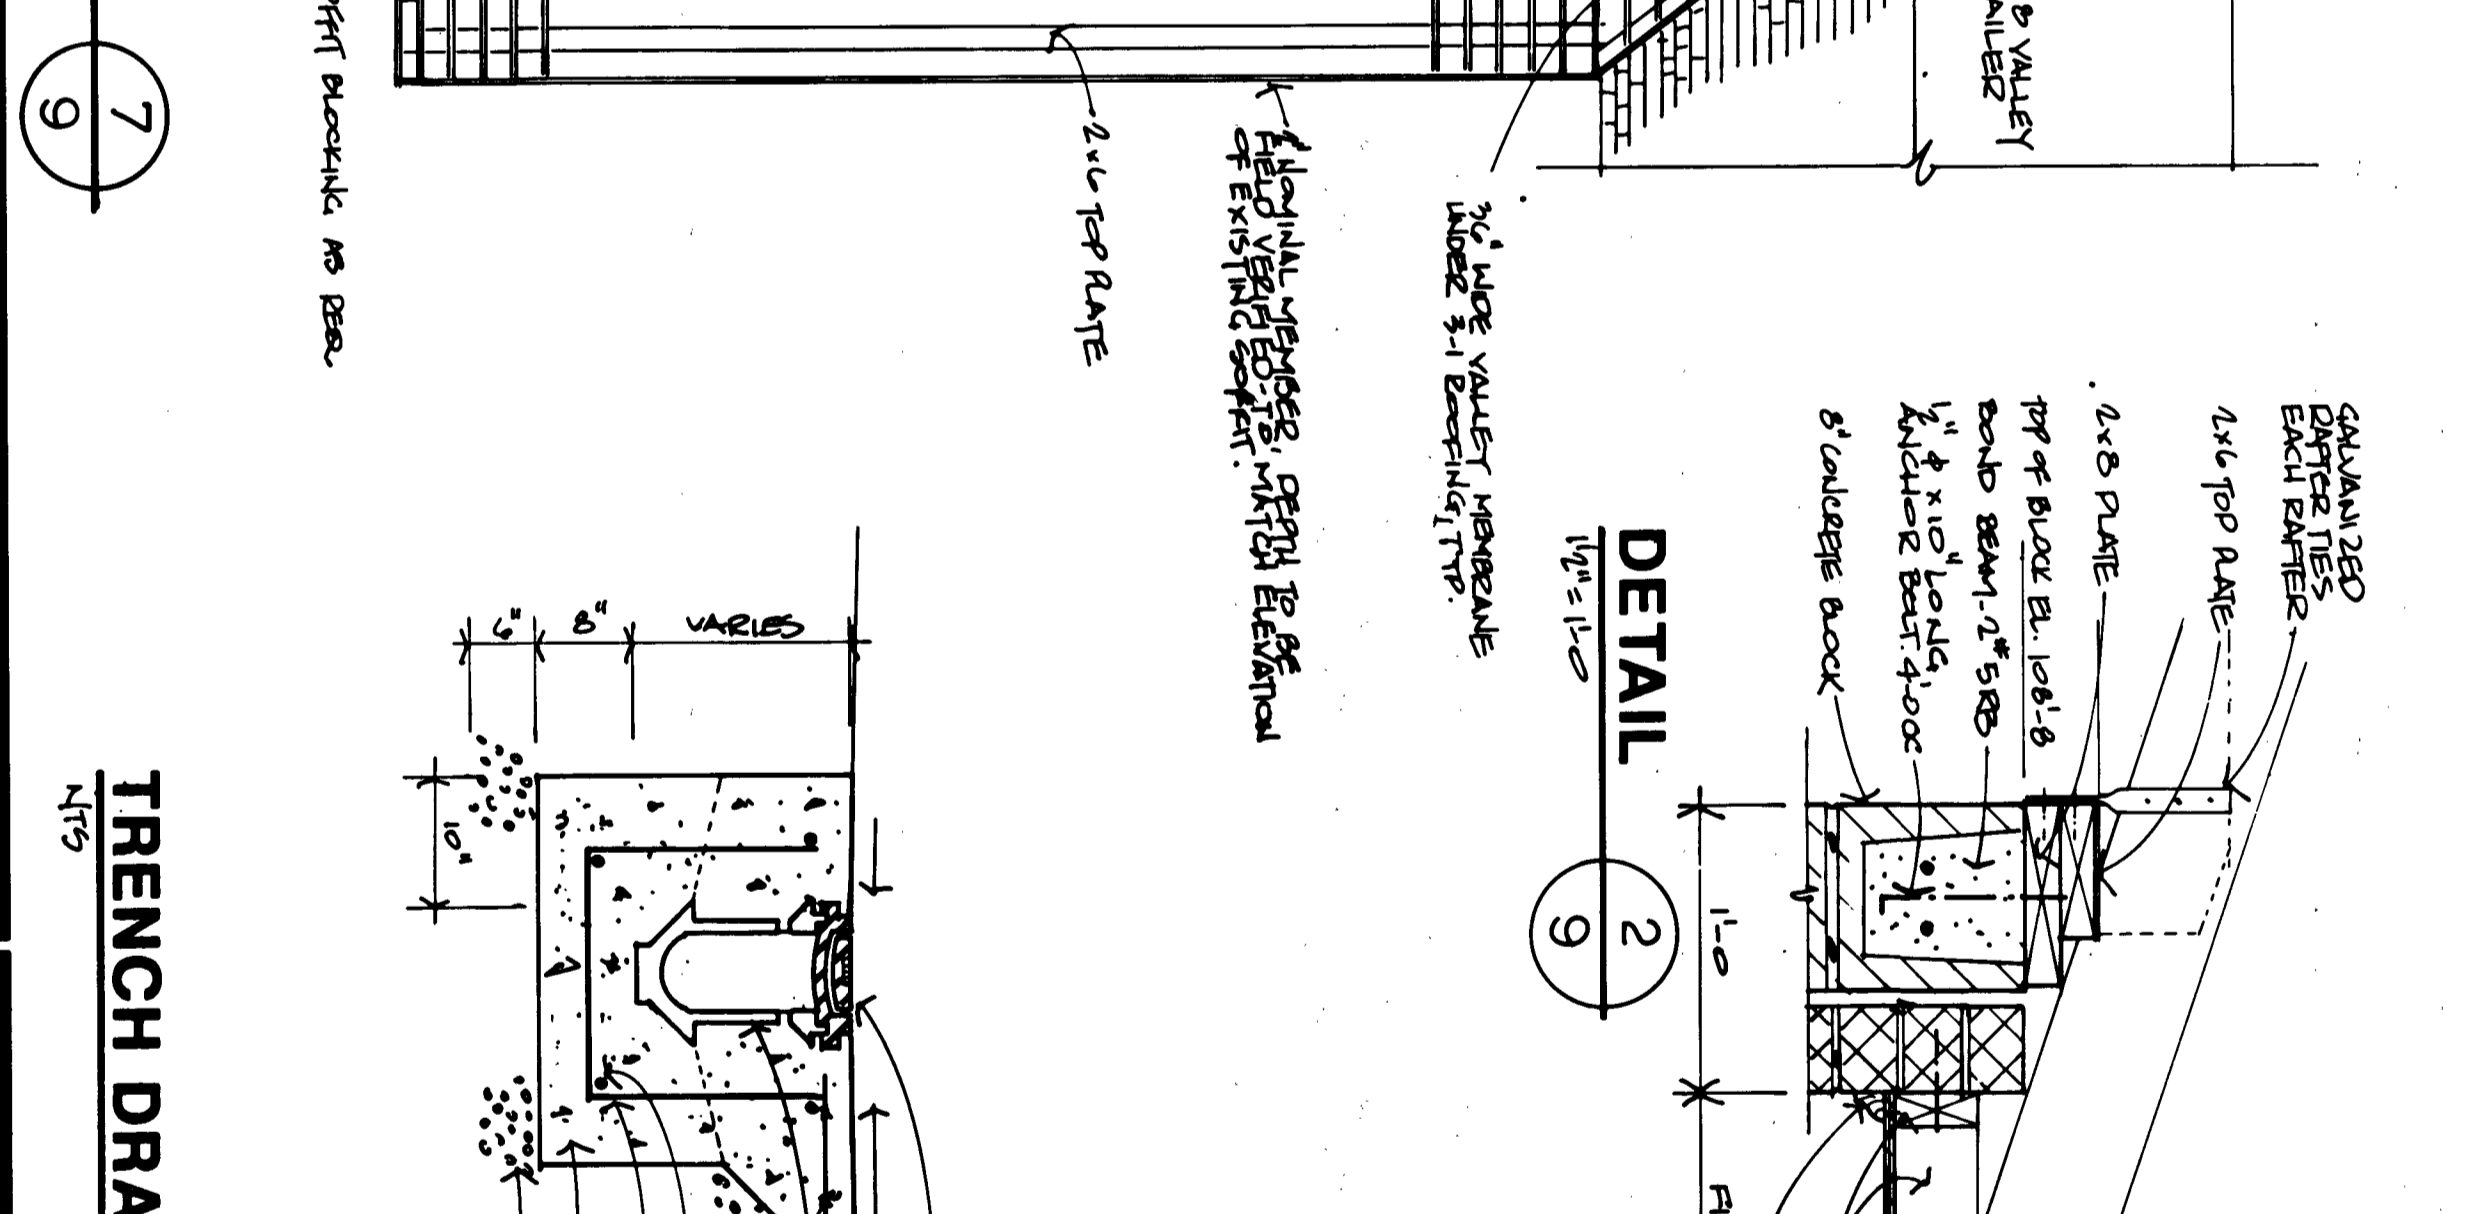 8 VALLEY
AILER
36" WIDE VALLEY MEMBRANE
UNDER 3-1 ROOFING, TYP.
NOMINAL MEMBER, DEPTH TO BE
FIELD VERIFIED-TO MATCH ELEVATION
OF EXISTING SOFFIT.
2x6 TOP PLATE
FFIT BLOCKING AS REQ.
7
9
GALVANIZED
RAFTER TIES
EACH RAFTER
2x6 TOP PLATE
2x8 PLATE
TOP OF BLOCK EL. 108'-8
BOND BEAM-2 #5 RB
1/2" φ x 10" LONG
ANCHOR BOLT. 4'-0 OC
8" CONCRETE BLOCK
1'-0
DETAIL
1 1/2" = 1'-0
2
9
VARIES
8"
10"
TRENCH DRA
NTS